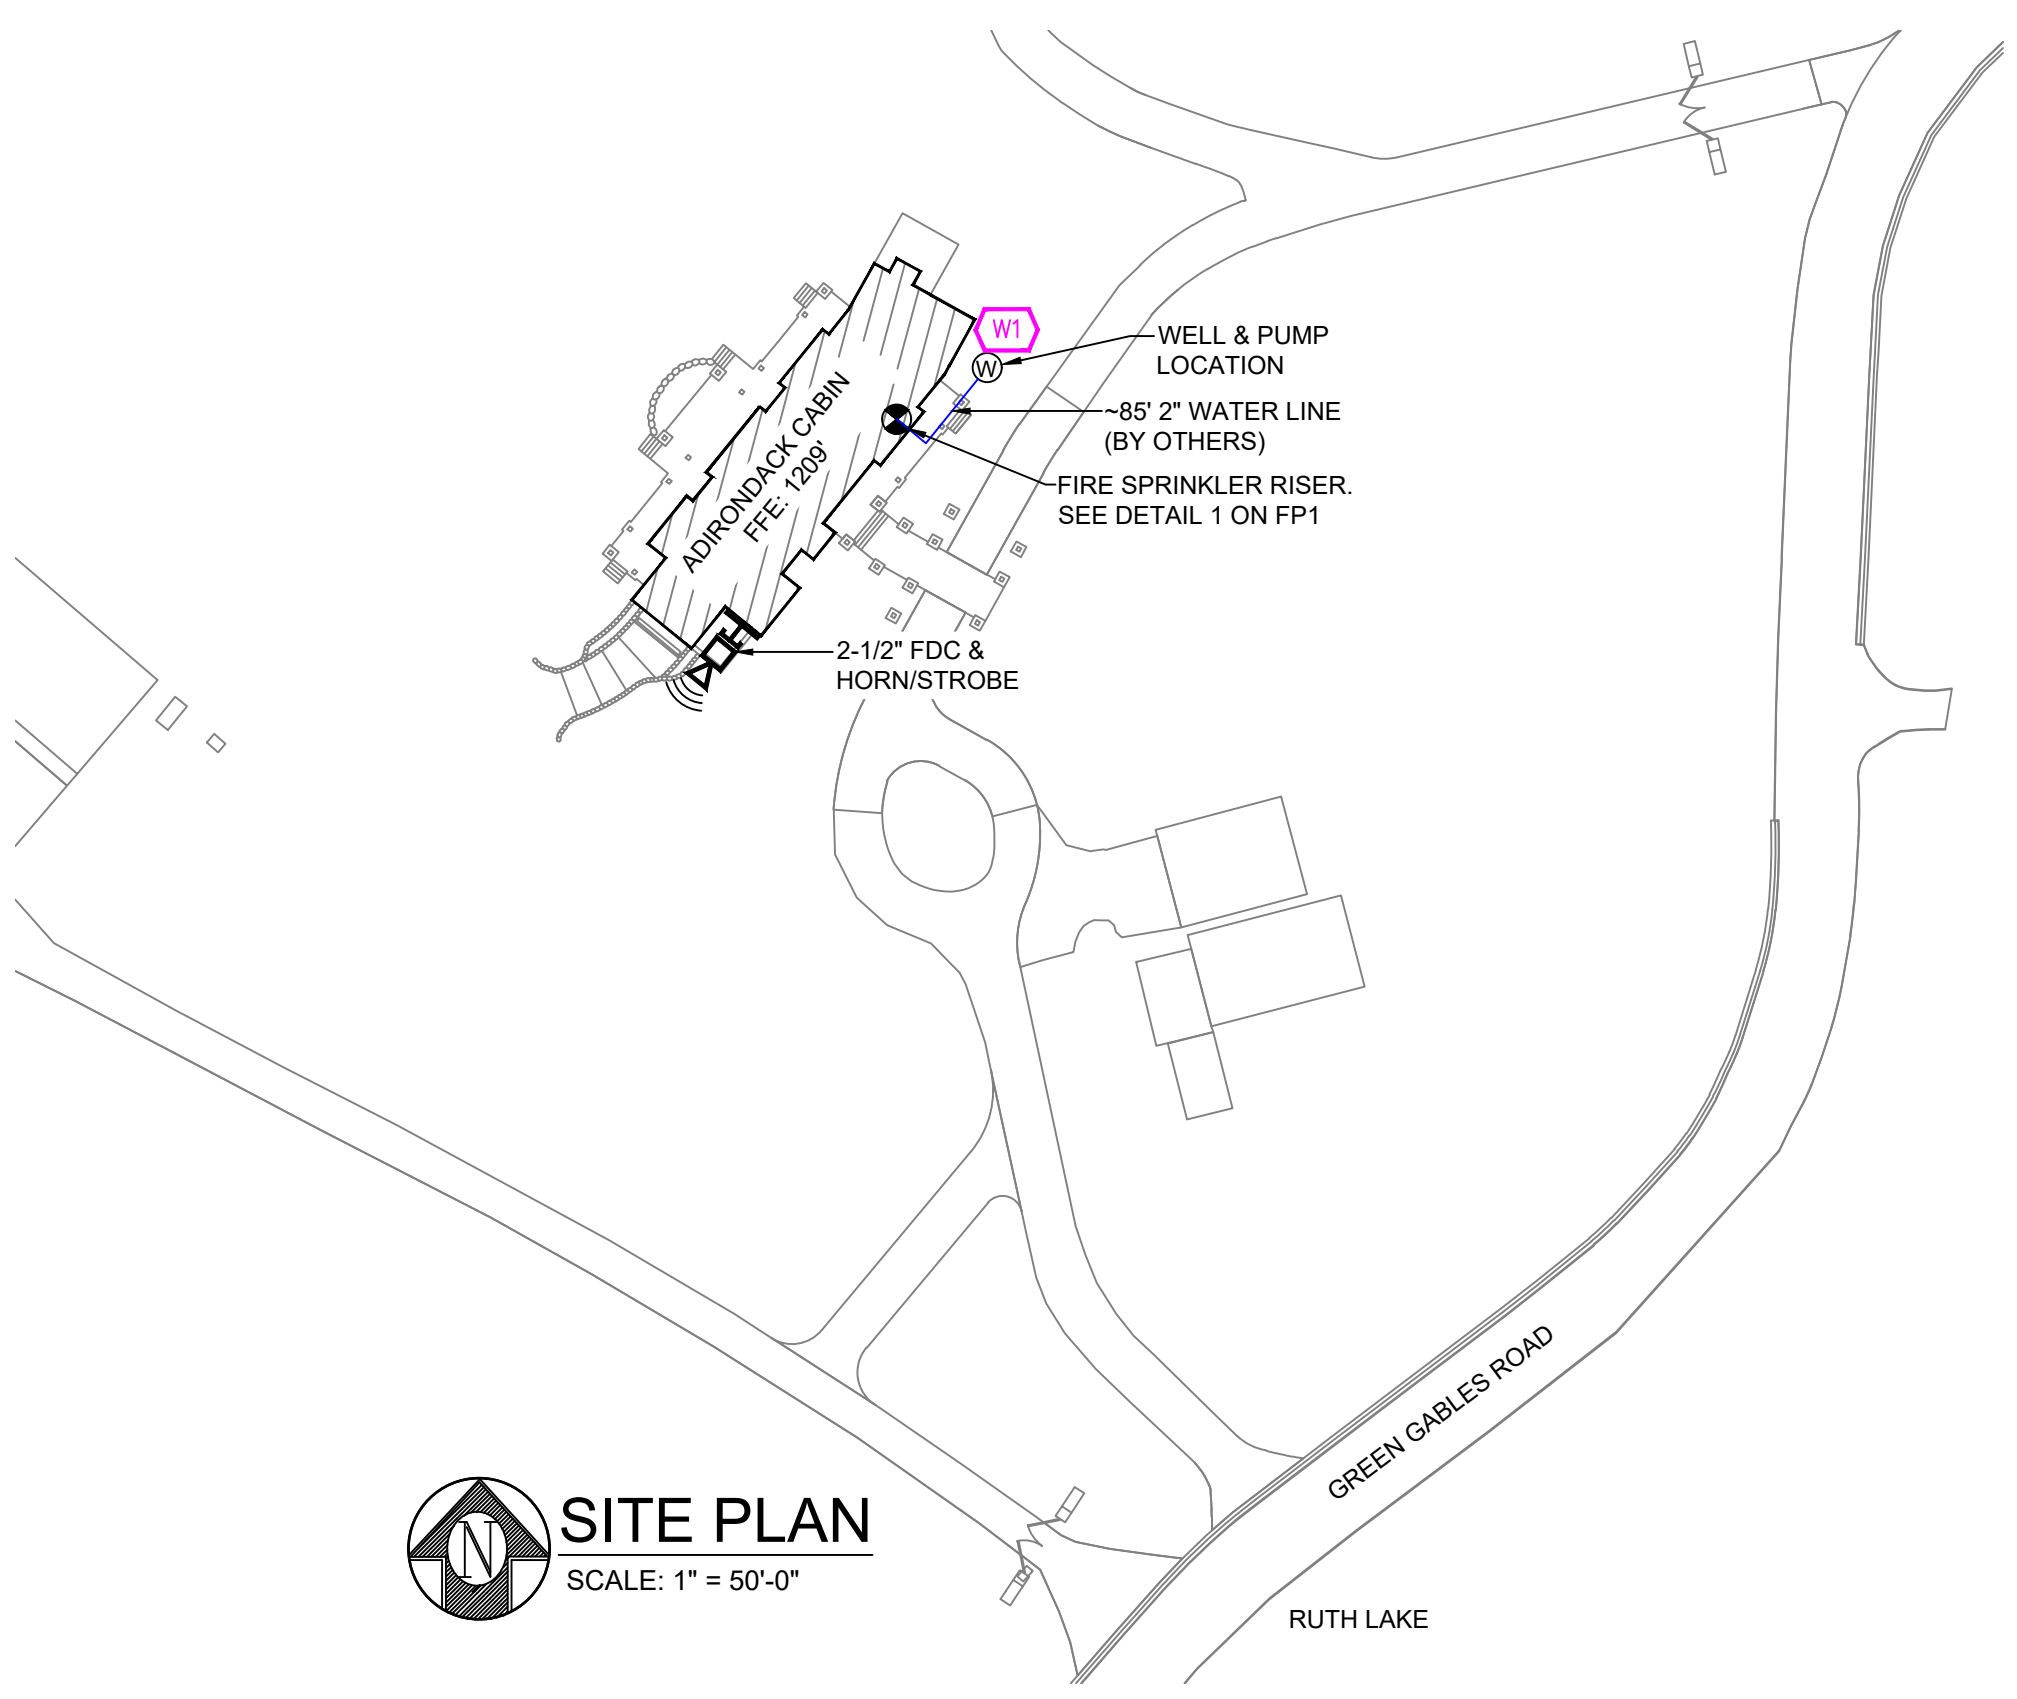 W1
WELL & PUMP
LOCATION
W
~85' 2" WATER LINE
(BY OTHERS)
ADIRONDACK CABIN
FFE: 1209'
FIRE SPRINKLER RISER.
SEE DETAIL 1 ON FP1
2-1/2" FDC &
HORN/STROBE
GREEN GABLES ROAD
N
SITE PLAN
SCALE: 1" = 50'-0"
RUTH LAKE